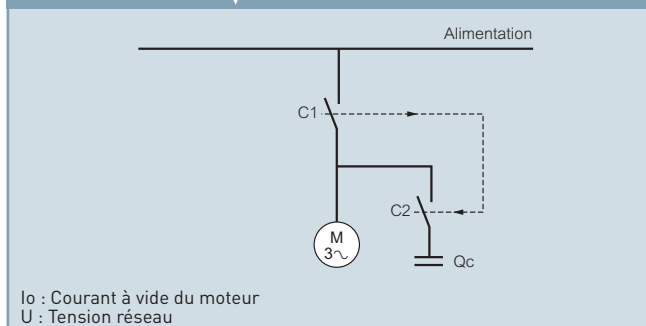 Alimentation
C1
C2
M
3~
Qc
Io : Courant à vide du moteur
U : Tension réseau